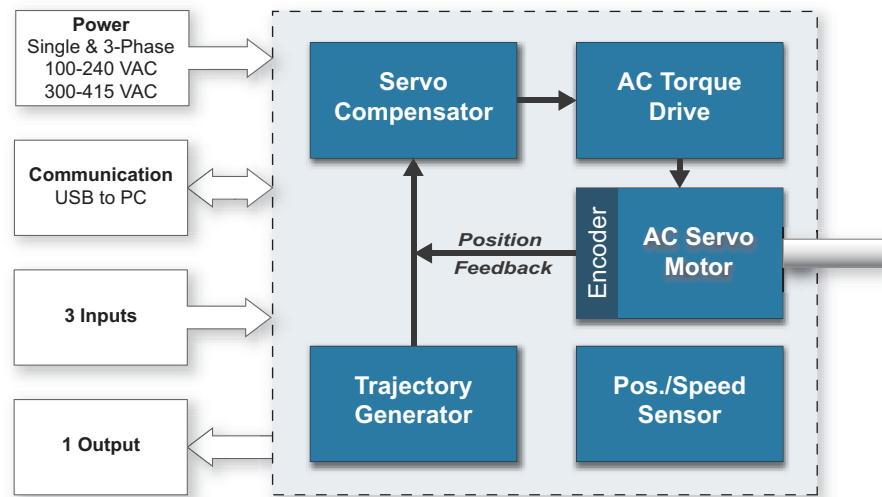 Power
Single & 3-Phase
100-240 VAC
300-415 VAC
Communication
USB to PC
3 Inputs
1 Output
Servo
Compensator
AC Torque
Drive
Position
Feedback
Encoder
AC Servo
Motor
Trajectory
Generator
Pos./Speed
Sensor